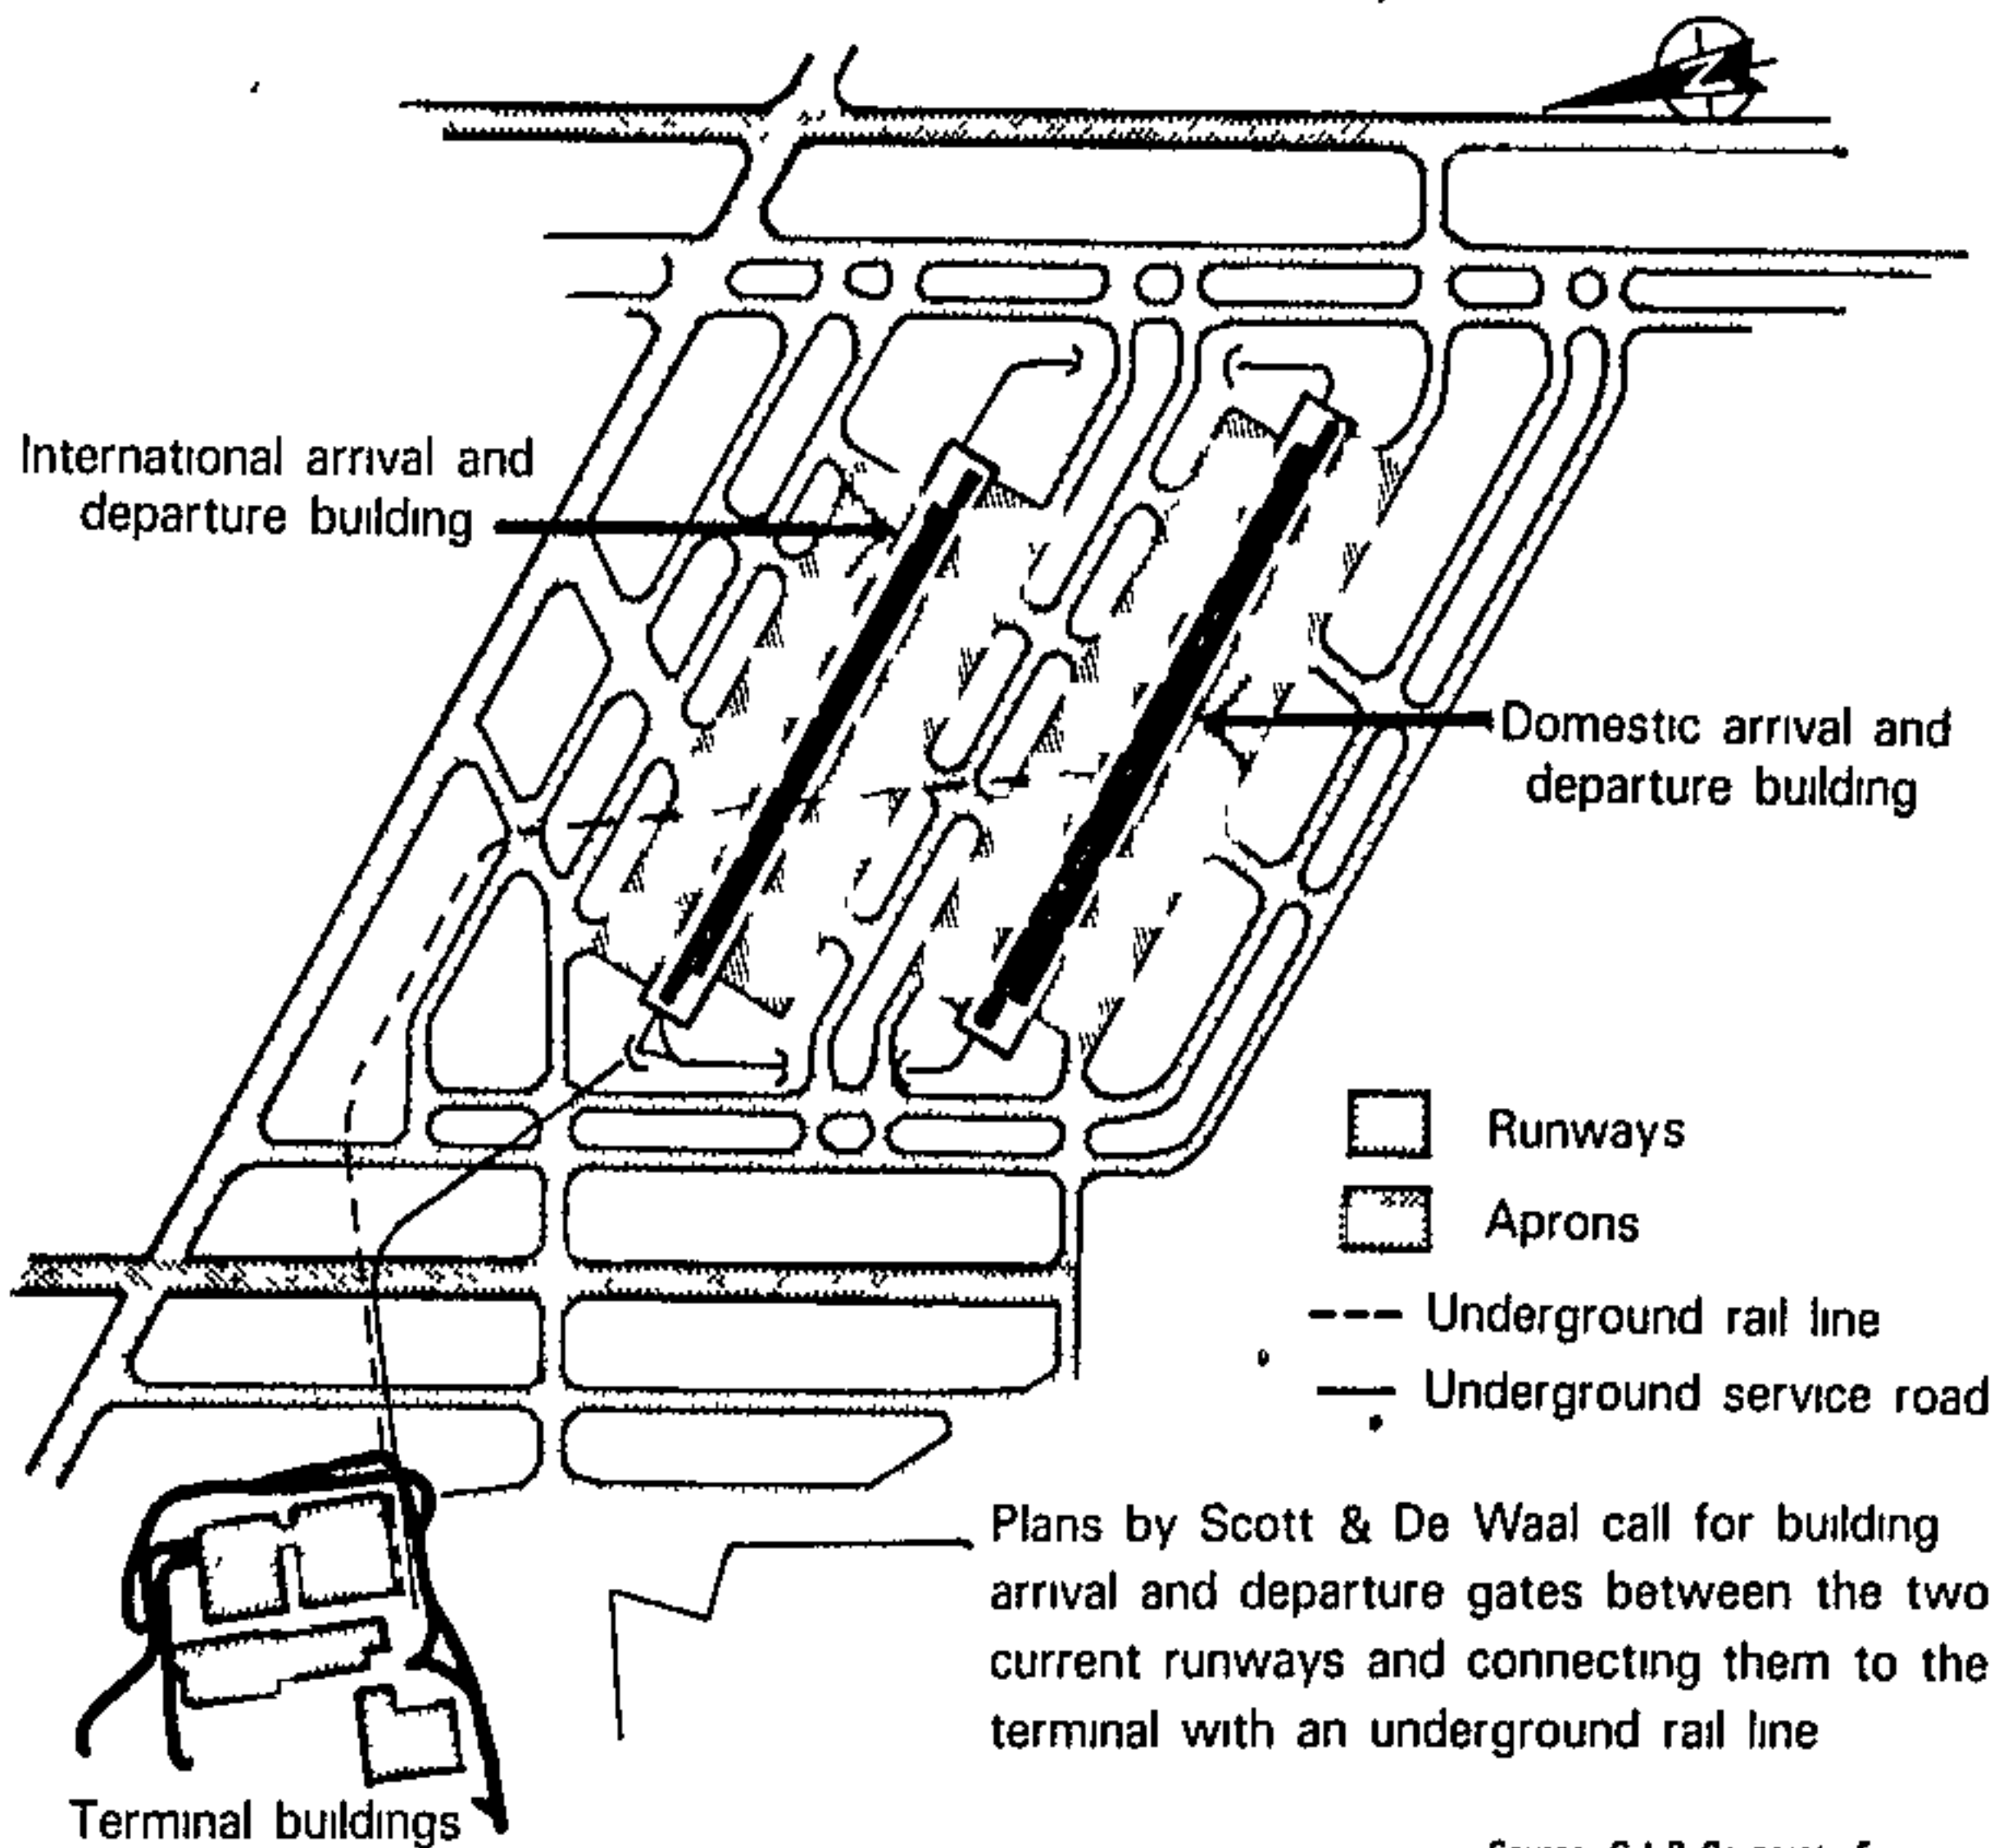 N
International arrival and
departure building
Domestic arrival and
departure building
Runways
Aprons
Underground rail line
Underground service road
Plans by Scott & De Waal call for building
arrival and departure gates between the two
current runways and connecting them to the
terminal with an underground rail line
Terminal buildings